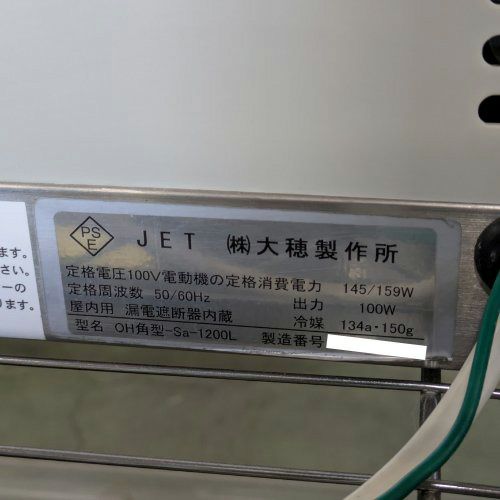 PS
E
JET ㈱大穂製作所
定格電圧100V電動機の定格消費電力 145/159W
定格周波数 50/60Hz 出力 100W
屋内用 漏電遮断器内蔵 冷媒 134a・150g
型名 OH角型-Sa-1200L 製造番号
ます。
さい。
ーの
ります。